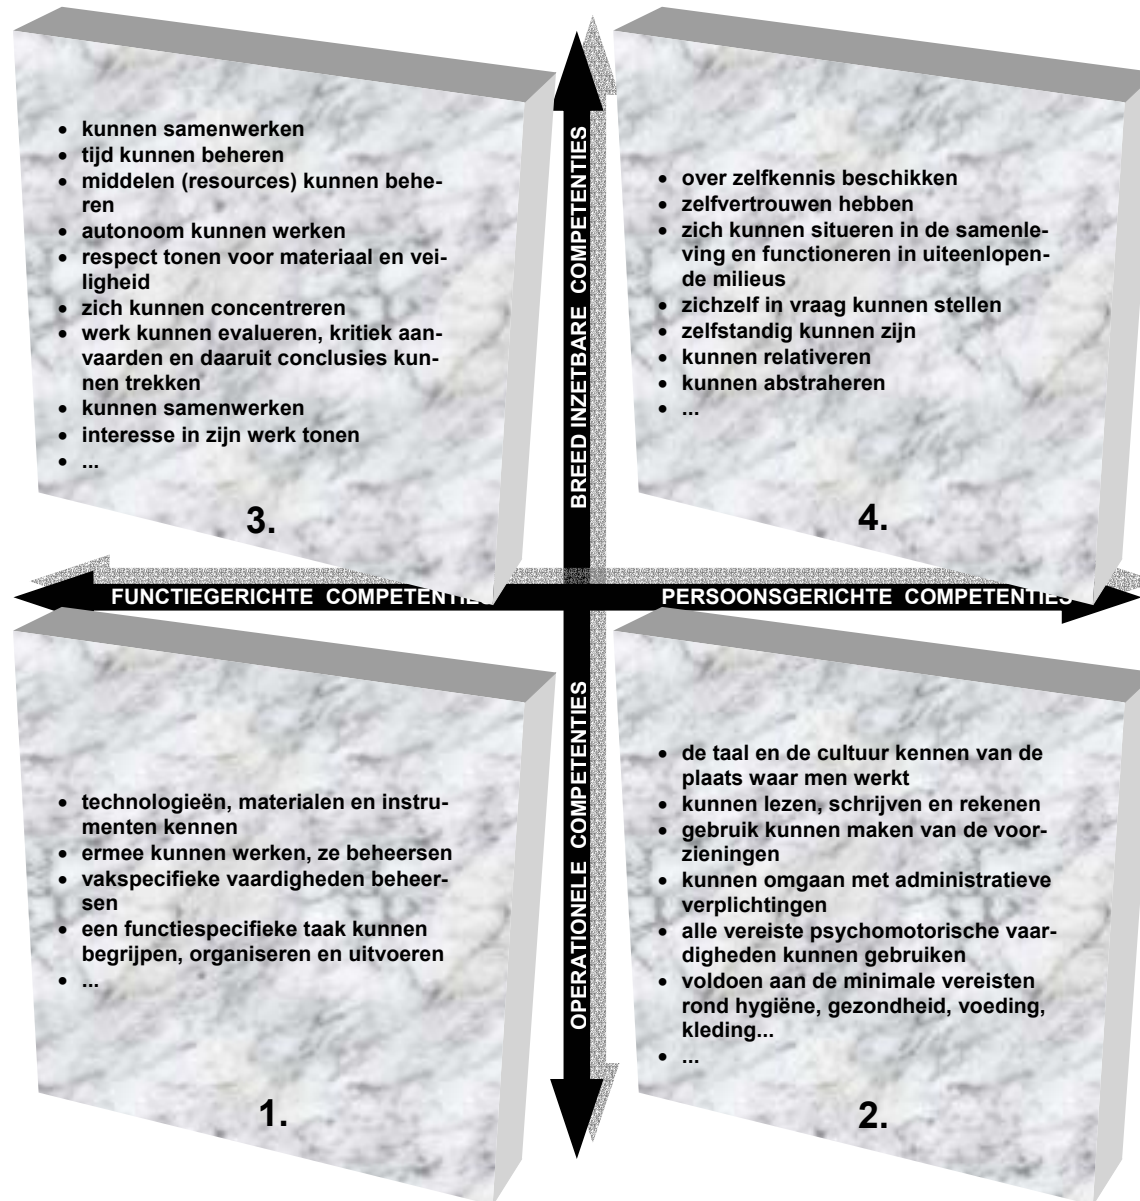 • kunnen samenwerken
• tijd kunnen beheren
• middelen (resources) kunnen behe-
ren
• autonoom kunnen werken
• respect tonen voor materiaal en vei-
ligheid
• zich kunnen concentreren
• werk kunnen evalueren, kritiek aan-
vaarden en daaruit conclusies kun-
nen trekken
• kunnen samenwerken
• interesse in zijn werk tonen
• ...
3.
BREED INZETBARE COMPETENTIES
• over zelfkennis beschikken
• zelfvertrouwen hebben
• zich kunnen situeren in de samenle-
ving en functioneren in uiteenlopen-
de milieus
• zichzelf in vraag kunnen stellen
• zelfstandig kunnen zijn
• kunnen relativeren
• kunnen abstraheren
• ...
4.
FUNCTIEGERICHTE COMPETENTIES
PERSOONSGERICHTE COMPETENTIES
• technologieën, materialen en instru-
menten kennen
• ermee kunnen werken, ze beheersen
• vakspecifieke vaardigheden beheer-
sen
• een functiespecifieke taak kunnen
begrijpen, organiseren en uitvoeren
• ...
1.
OPERATIONELE COMPETENTIES
• de taal en de cultuur kennen van de
plaats waar men werkt
• kunnen lezen, schrijven en rekenen
• gebruik kunnen maken van de voor-
zieningen
• kunnen omgaan met administratieve
verplichtingen
• alle vereiste psychomotorische vaar-
digheden kunnen gebruiken
• voldoen aan de minimale vereisten
rond hygiëne, gezondheid, voeding,
kleding...
• ...
2.